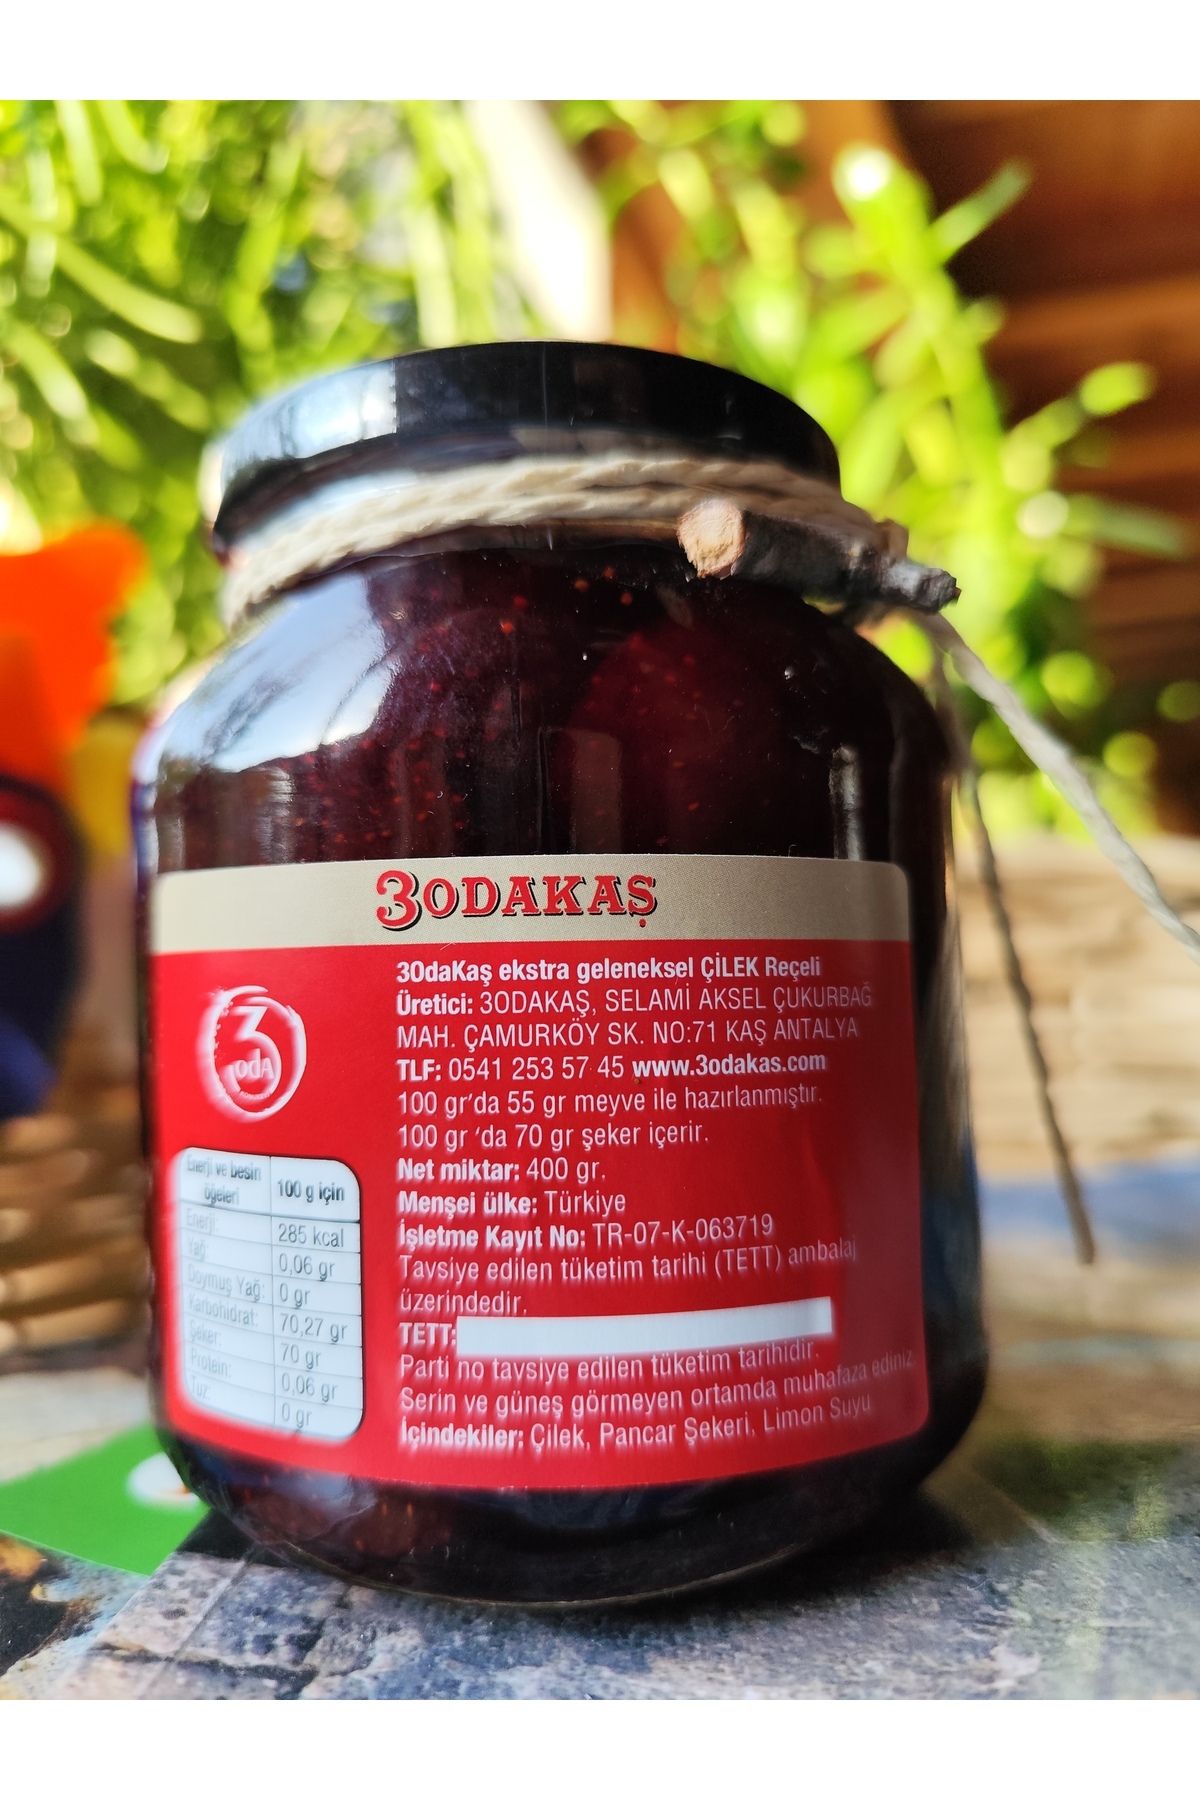 3ODAKAŞ
3OdaKaş ekstra geleneksel ÇİLEK Reçeli
Üretici: 3ODAKAŞ, SELAMİ AKSEL ÇUKURBAĞ
MAH. ÇAMURKÖY SK. NO:71 KAŞ ANTALYA
TLF: 0541 253 57 45 www.3odakas.com
100 gr'da 55 gr meyve ile hazırlanmıştır.
100 gr 'da 70 gr şeker içerir.
Net miktar: 400 gr.
Menşei ülke: Türkiye
İşletme Kayıt No: TR-07-K-063719
Tavsiye edilen tüketim tarihi (TETT) ambalaj
üzerindedir.
TETT:
Parti no tavsiye edilen tüketim tarihidir.
Serin ve güneş görmeyen ortamda muhafaza ediniz.
İçindekiler: Çilek, Pancar Şekeri, Limon Suyu
3
odA
Enerji ve besin
öğeleri 100 g için
Enerji: 285 kcal
Yağ 0,06 gr
Doymuş Yağ: 0 gr
Karbonhidrat: 70,27 gr
Şeker: 70 gr
Protein: 0,06 gr
Tuz: 0 gr